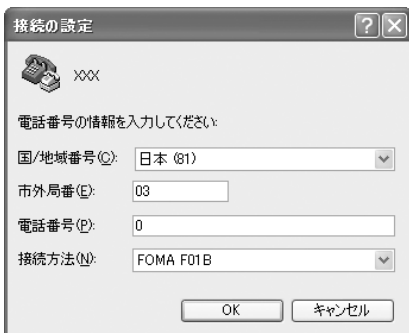 接続の設定
xxx
電話番号の情報を入力してください:
国/地域番号(C): 日本 (81)
市外局番(E): 03
電話番号(P): 0
接続方法(N): FOMA F01B
OK キャンセル